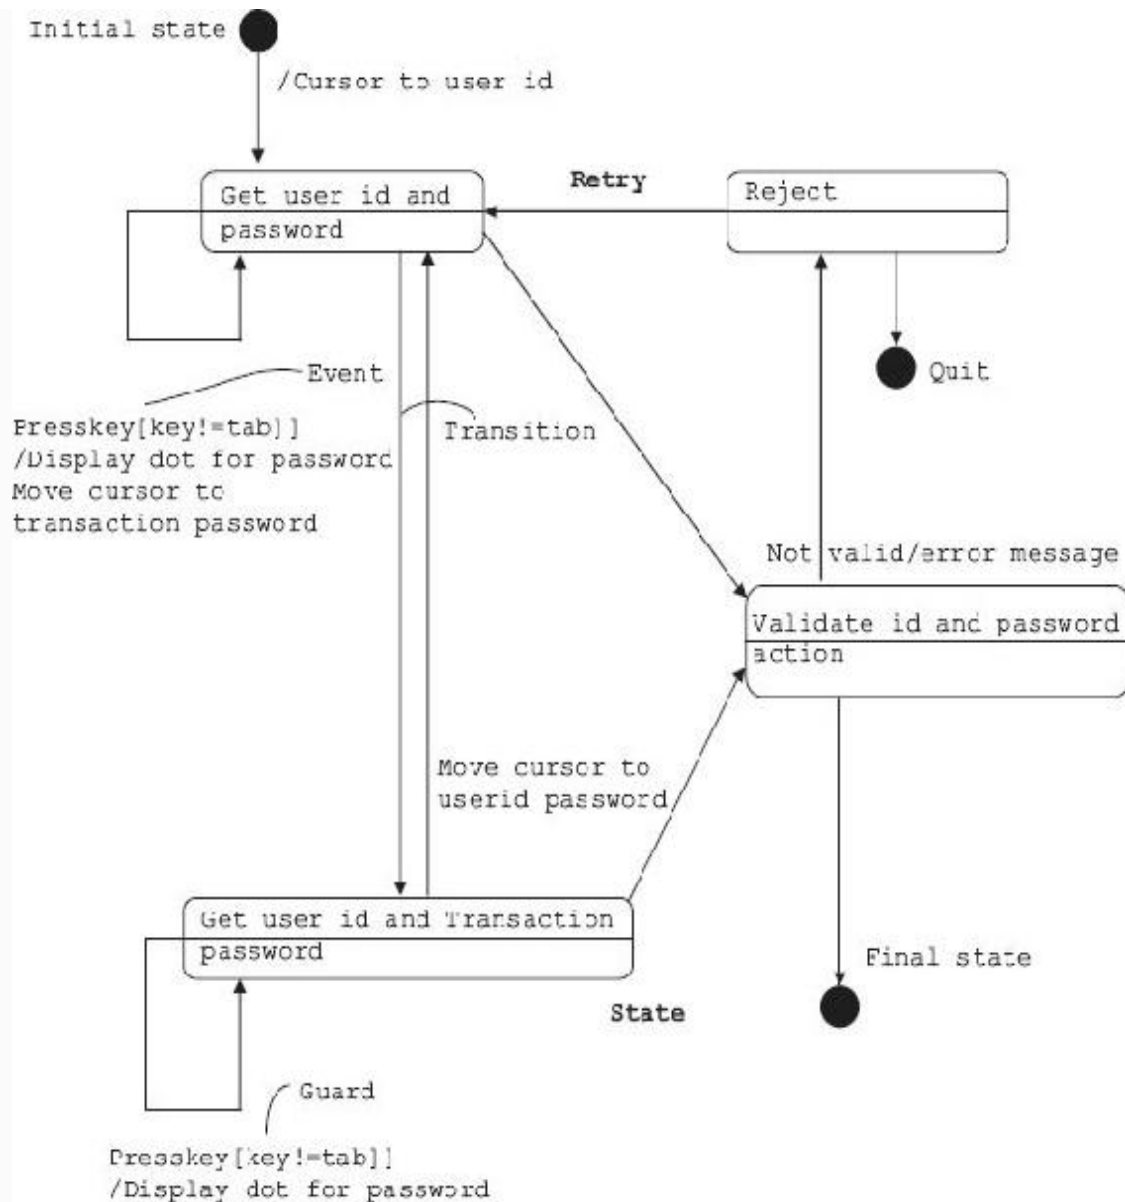 Initial state
/Cursor to user id
Get user id and
password
Retry
Reject
Event
Quit
Presskey[key!=tab]]
/Display dot for password
Move cursor to
transaction password
Transition
Not valid/error message
Validate id and password
action
Move cursor to
userid password
Get user id and Transaction
password
Final state
State
Guard
Presskey[key!=tab]]
/Display dot for password